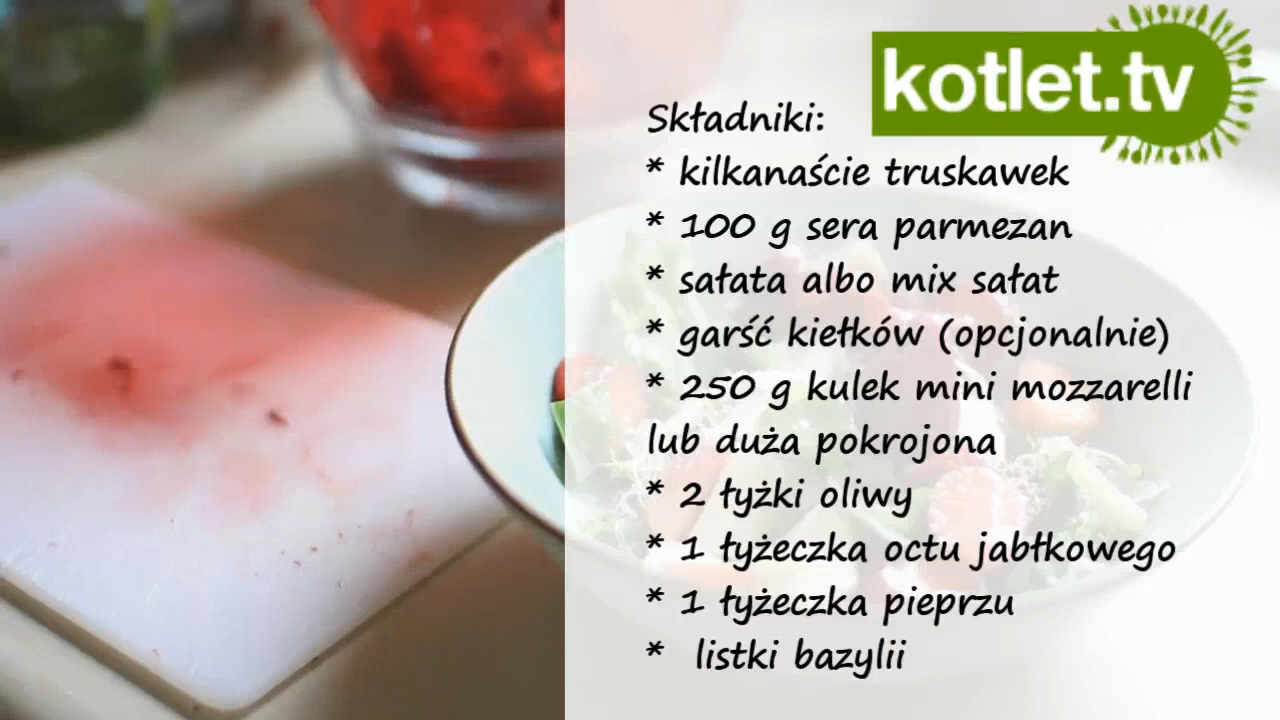 kotlet.tv
Składniki:
* kilkanaście truskawek
* 100 g sera parmezan
* sałata albo mix sałat
* garść kiełków (opcjonalnie)
* 250 g kulek mini mozzarelli
lub duża pokrojona
* 2 łyżki oliwy
* 1 łyżeczka octu jabłkowego
* 1 łyżeczka pieprzu
* listki bazylii